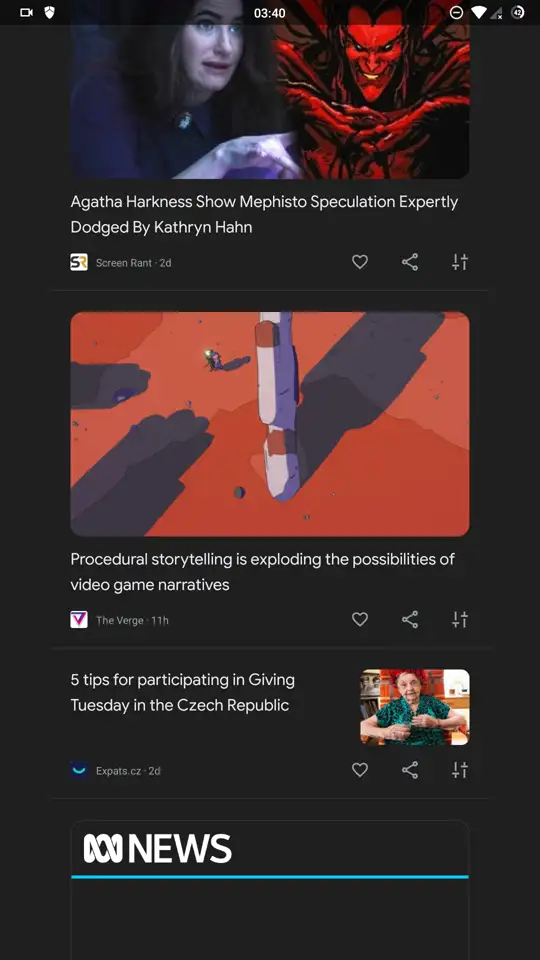 03:40
42
Agatha Harkness Show Mephisto Speculation Expertly
Dodged By Kathryn Hahn
SR
Screen Rant · 2d
Procedural storytelling is exploding the possibilities of
video game narratives
The Verge · 11h
5 tips for participating in Giving
Tuesday in the Czech Republic
Expats.cz · 2d
NEWS